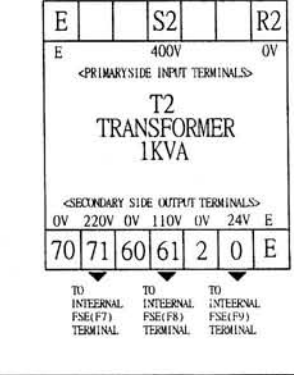 E S2 R2
E 400V 0V
<PRIMARYSIDE INPUT TERMINALS>
T2
TRANSFORMER
1KVA
<SECONDARY SIDE OUTPUT TERMINALS>
0V 220V 0V 110V 0V 24V E
70 71 60 61 2 0 E
TO TO TO
INTEERNAL INTEERNAL INTEERNAL
FSE(F7) FSE(F8) FSE(F9)
TERMINAL TERMINAL TERMINAL